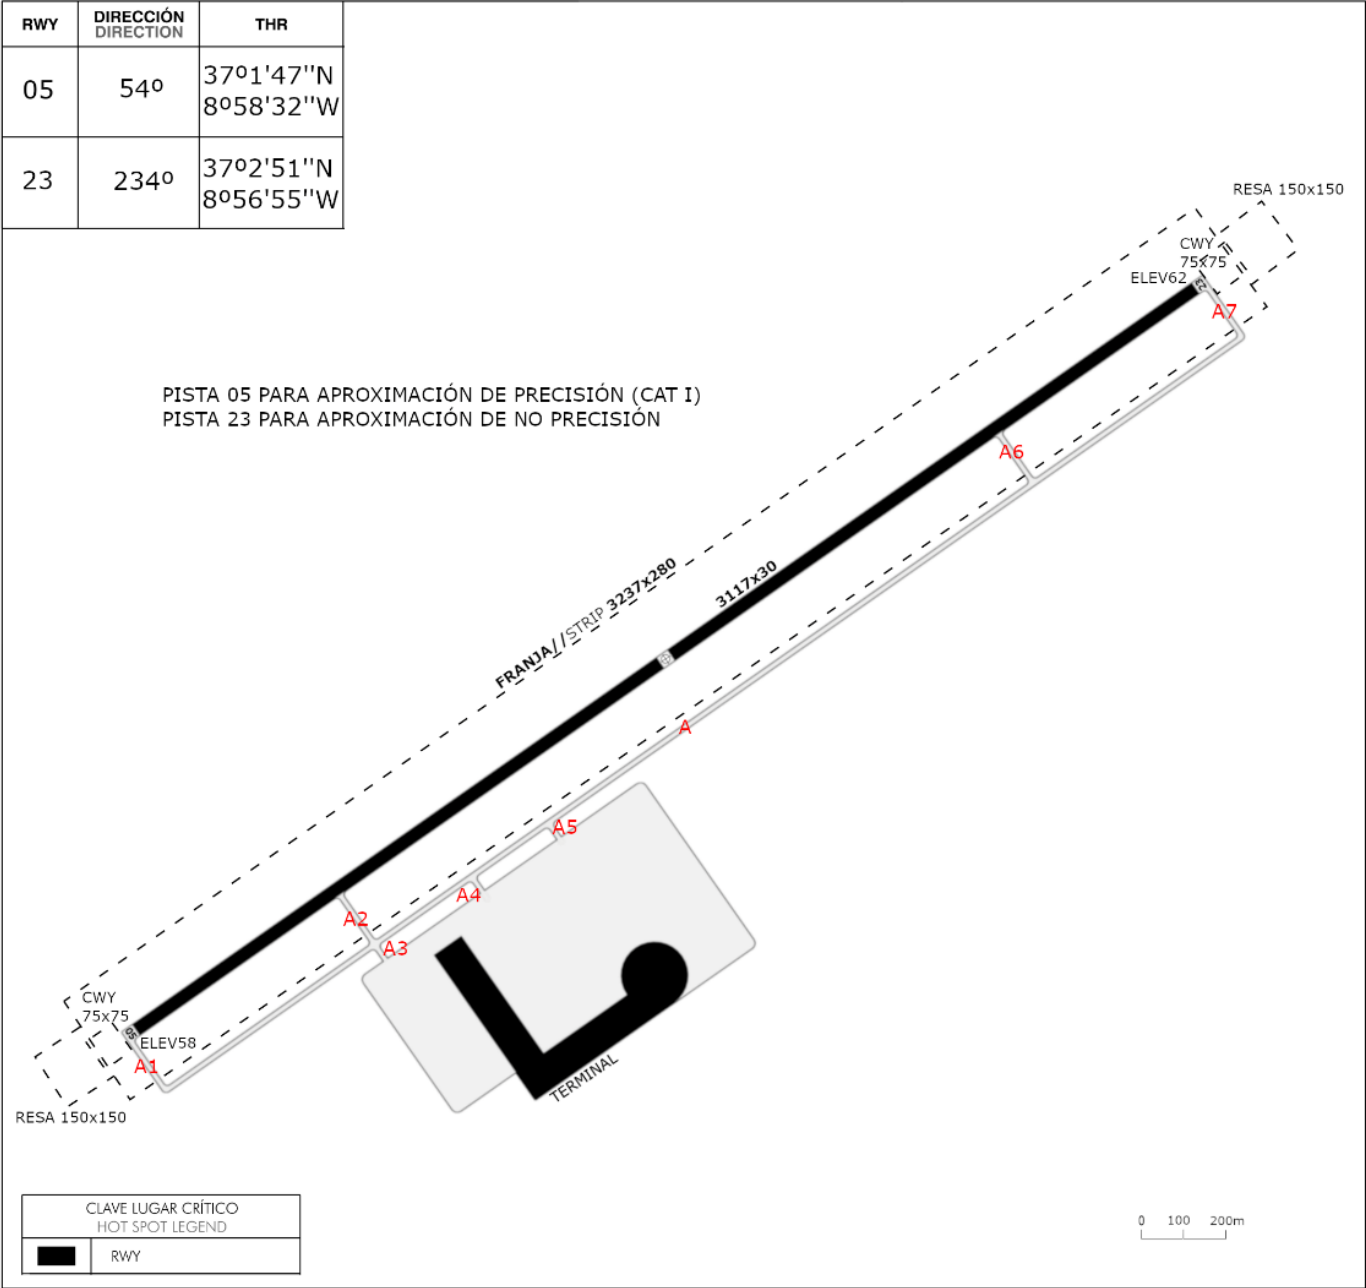 RWY
DIRECCIÓN
DIRECTION
THR
05
54º
37º1'47''N
8º58'32''W
23
234º
37º2'51''N
8º56'55''W
RESA 150x150
CWY
75x75
ELEV62
23
A7
PISTA 05 PARA APROXIMACIÓN DE PRECISIÓN (CAT I)
PISTA 23 PARA APROXIMACIÓN DE NO PRECISIÓN
A6
FRANJA//STRIP 3237x280
3117x30
A
A5
A4
A2
A3
CWY
75x75
05
ELEV58
A1
RESA 150x150
TERMINAL
CLAVE LUGAR CRÍTICO
HOT SPOT LEGEND
RWY
0 100 200m